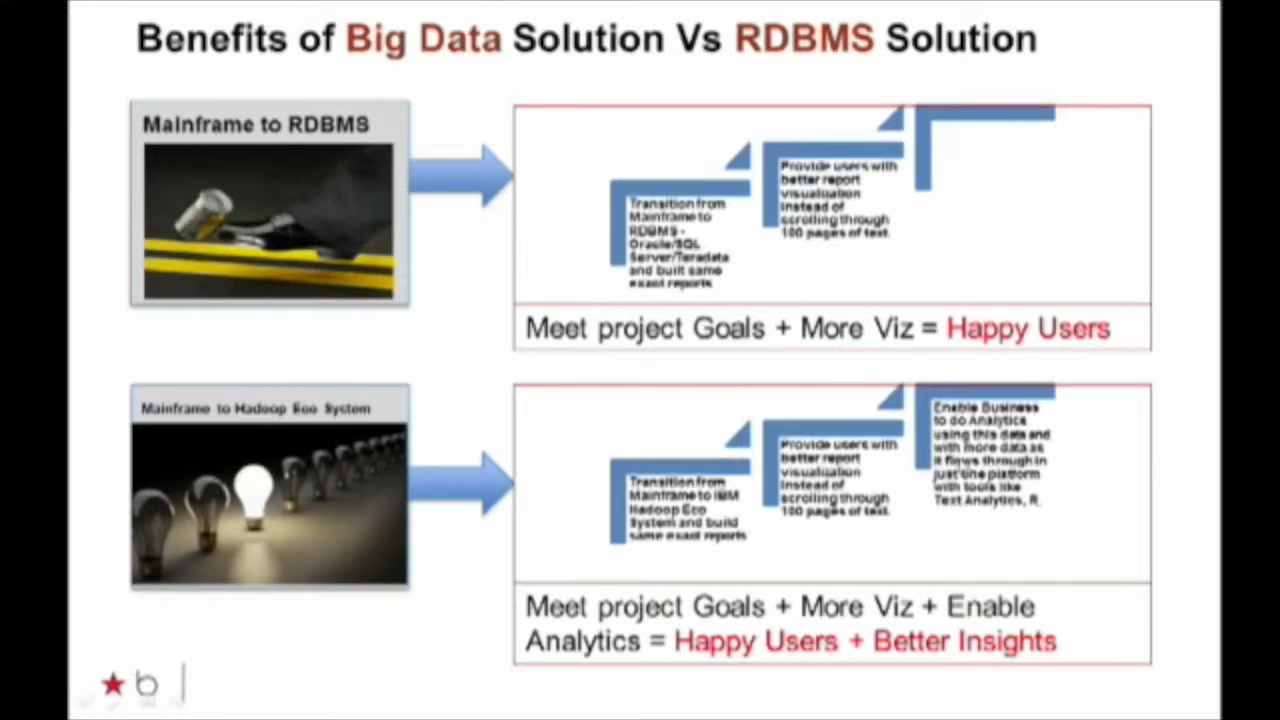 Benefits of Big Data Solution Vs RDBMS Solution
Mainframe to RDBMS
Transition from
Mainframe to
RDBMS -
Oracle/SQL
Server/Teradata
and built same
exact reports
Provide users with
better report
visualization
instead of
scrolling through
100 pages of text.
Meet project Goals + More Viz = Happy Users
Mainframe to Hadoop Eco System
Transition from
Mainframe to IBM
Hadoop Eco
System and build
same exact reports
Provide users with
better report
visualization
instead of
scrolling through
100 pages of text.
Enable Business
to do Analytics
using this data and
with more data as
it flows through in
just one platform
with tools like
Text Analytics, R.
Meet project Goals + More Viz + Enable
Analytics = Happy Users + Better Insights
b